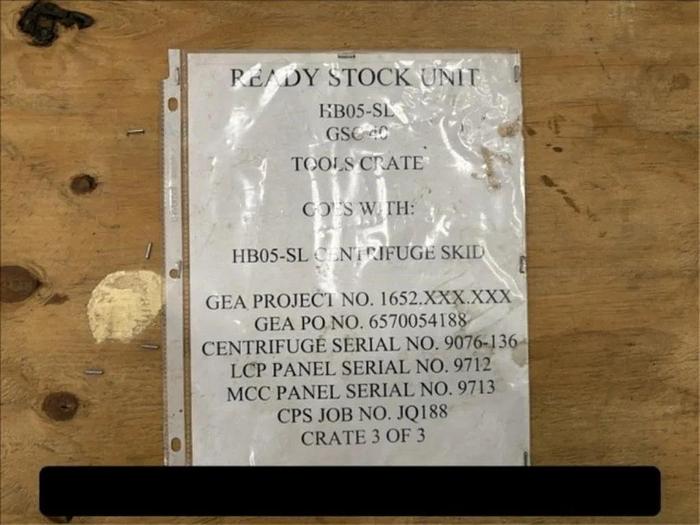 READY STOCK UNIT
HB05-SL
GSC 40
TOOLS CRATE
GOES WITH:
HB05-SL CENTRIFUGE SKID
GEA PROJECT NO. 1652.XXX.XXX
GEA PO NO. 6570054188
CENTRIFUGE SERIAL NO. 9076-136
LCP PANEL SERIAL NO. 9712
MCC PANEL SERIAL NO. 9713
CPS JOB NO. JQ188
CRATE 3 OF 3